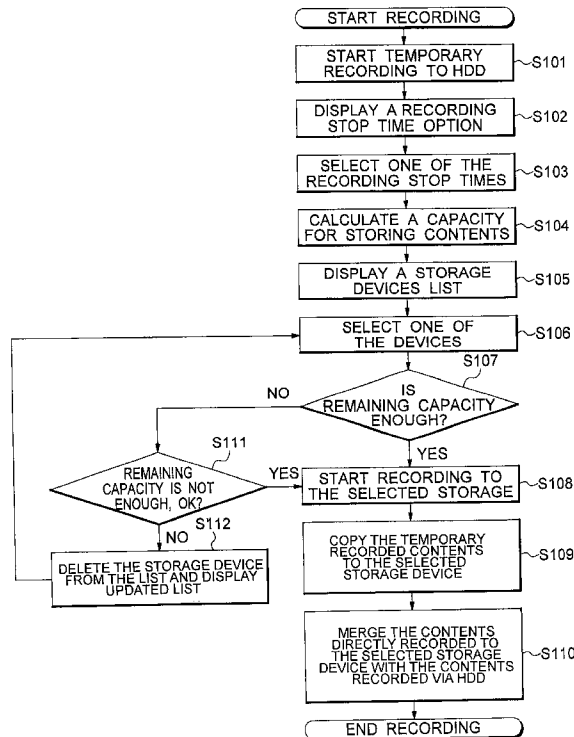 START RECORDING
START TEMPORARY
RECORDING TO HDD
S101
DISPLAY A RECORDING
STOP TIME OPTION
S102
SELECT ONE OF THE
RECORDING STOP TIMES
S103
CALCULATE A CAPACITY
FOR STORING CONTENTS
S104
DISPLAY A STORAGE
DEVICES LIST
S105
SELECT ONE OF
THE DEVICES
S106
S107
IS
REMAINING CAPACITY
ENOUGH?
NO
YES
S111
REMAINING
CAPACITY IS NOT
ENOUGH, OK?
YES
NO
START RECORDING TO
THE SELECTED STORAGE
S108
S112
DELETE THE STORAGE DEVICE
FROM THE LIST AND DISPLAY
UPDATED LIST
COPY THE TEMPORARY
RECORDED CONTENTS
TO THE SELECTED
STORAGE DEVICE
S109
MERGE THE CONTENTS
DIRECTLY RECORDED TO
THE SELECTED STORAGE
DEVICE WITH THE CONTENTS
RECORDED VIA HDD
S110
END RECORDING